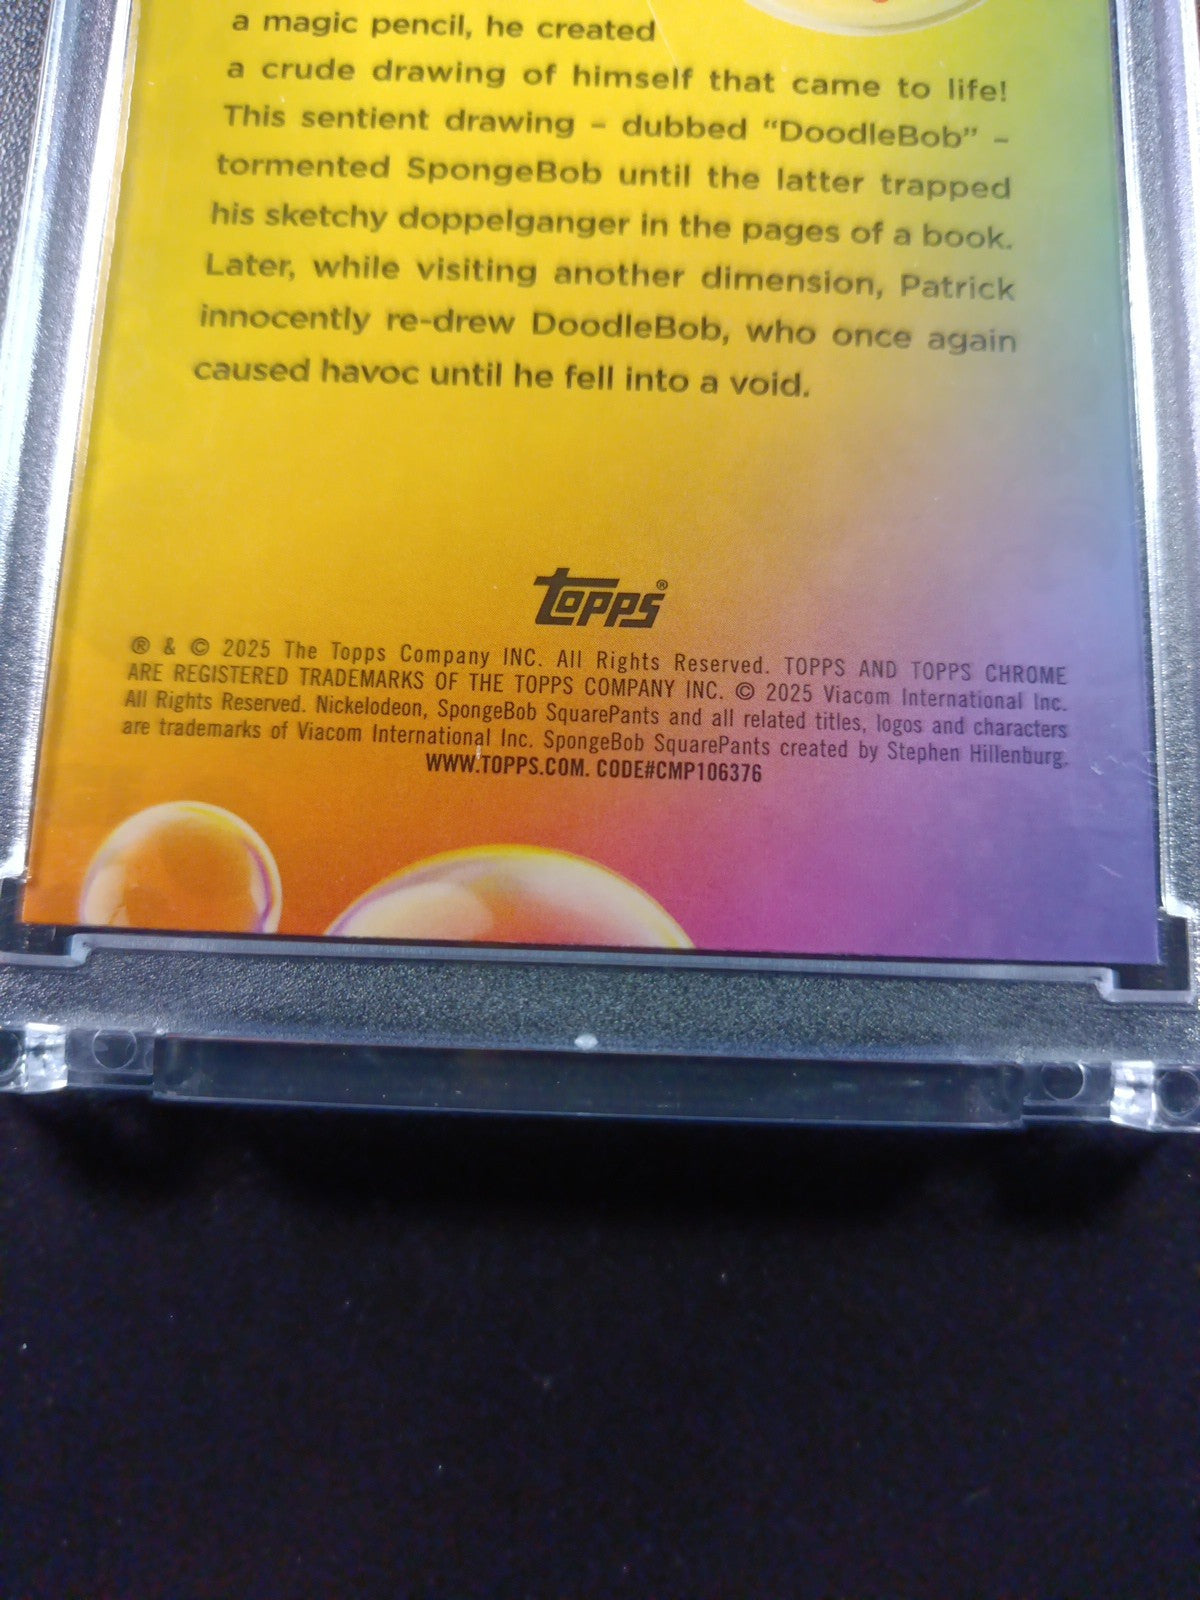 a magic pencil, he created
a crude drawing of himself that came to life!
This sentient drawing – dubbed “DoodleBob” –
tormented SpongeBob until the latter trapped
his sketchy doppelganger in the pages of a book.
Later, while visiting another dimension, Patrick
innocently re-drew DoodleBob, who once again
caused havoc until he fell into a void.
topps®
® & © 2025 The Topps Company INC. All Rights Reserved. TOPPS AND TOPPS CHROME
ARE REGISTERED TRADEMARKS OF THE TOPPS COMPANY INC. © 2025 Viacom International Inc.
All Rights Reserved. Nickelodeon, SpongeBob SquarePants and all related titles, logos and characters
are trademarks of Viacom International Inc. SpongeBob SquarePants created by Stephen Hillenburg.
WWW.TOPPS.COM. CODE#CMP106376